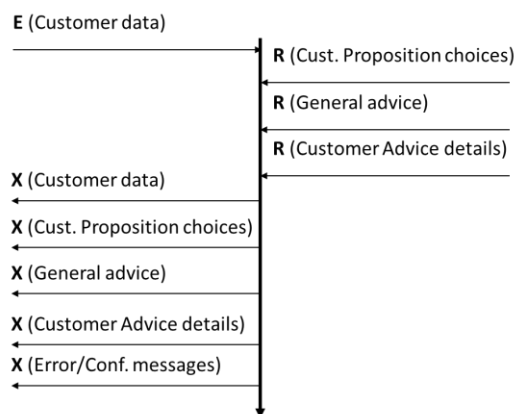 E (Customer data)
R (Cust. Proposition choices)
R (General advice)
R (Customer Advice details)
X (Customer data)
X (Cust. Proposition choices)
X (General advice)
X (Customer Advice details)
X (Error/Conf. messages)